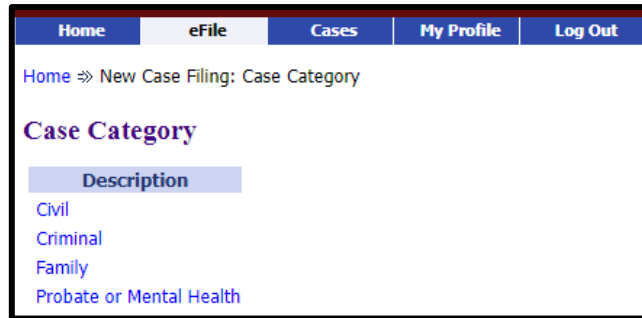 Home eFile Cases My Profile Log Out
Home ⇒ New Case Filing: Case Category
Case Category
Description
Civil
Criminal
Family
Probate or Mental Health